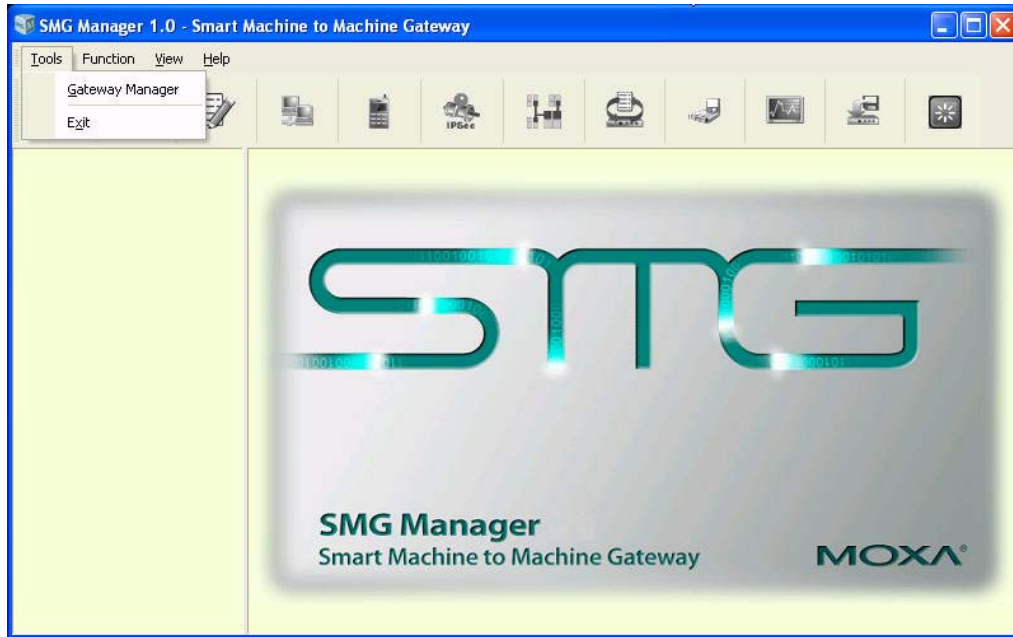 SMG Manager 1.0 - Smart Machine to Machine Gateway
Tools Function View Help
Gateway Manager
Exit
IPSec
SMG
SMG Manager
Smart Machine to Machine Gateway
MOXA®